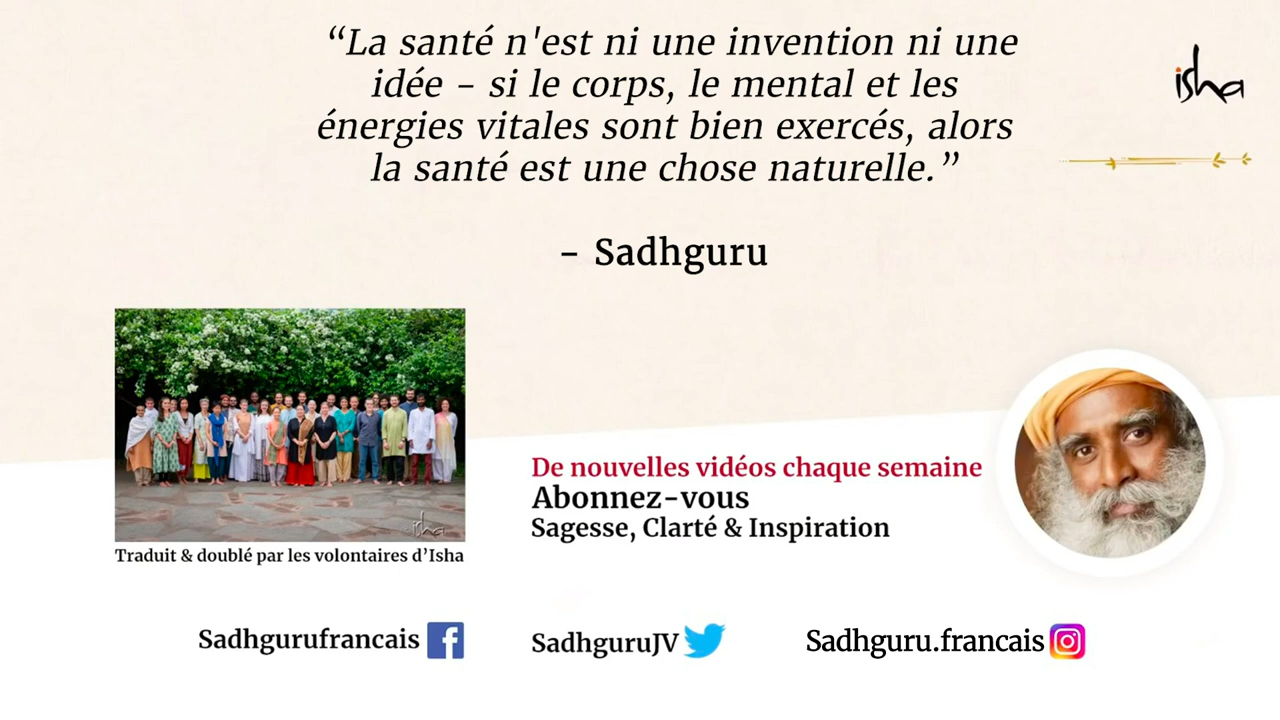 “La santé n'est ni une invention ni une
idée – si le corps, le mental et les
énergies vitales sont bien exercés, alors
la santé est une chose naturelle.”
– Sadhguru
isha
isha
Traduit & doublé par les volontaires d’Isha
De nouvelles vidéos chaque semaine
Abonnez-vous
Sagesse, Clarté & Inspiration
Sadhgurufrancais
SadhguruJV
Sadhguru.francais